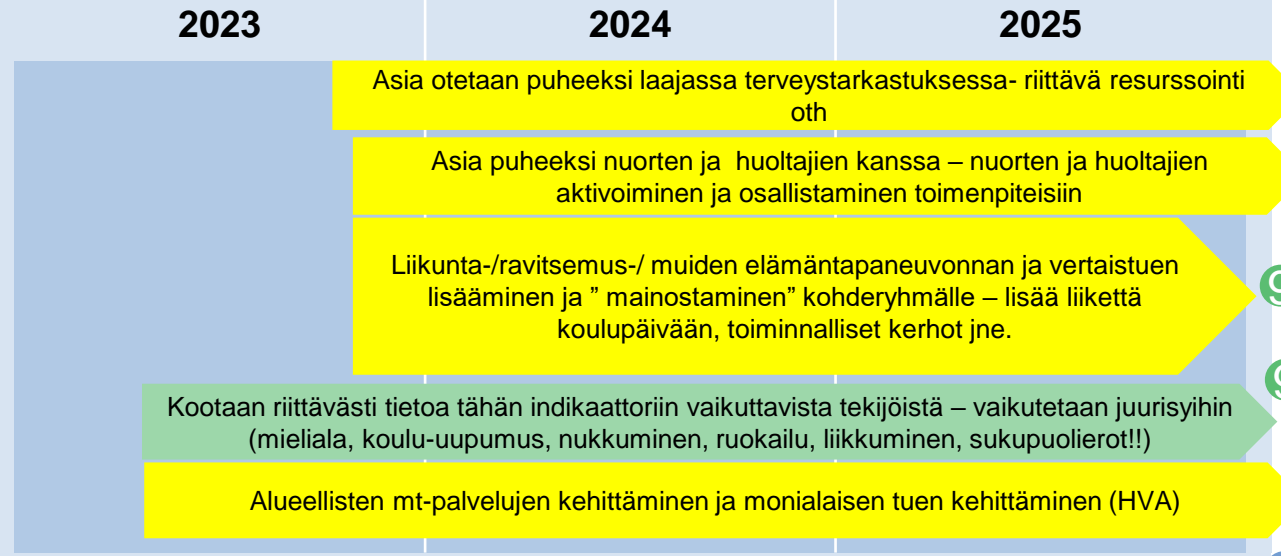 2023 2024 2025
Asia otetaan puheeksi laajassa terveystarkastuksessa- riittävä resurssointi
oth
Asia puheeksi nuorten ja  huoltajien kanssa – nuorten ja huoltajien
aktivoiminen ja osallistaminen toimenpiteisiin
Liikunta-/ravitsemus-/ muiden elämäntapaneuvonnan ja vertaistuen
lisääminen ja ” mainostaminen” kohderyhmälle – lisää liikettä
koulupäivään, toiminnalliset kerhot jne.
Kootaan riittävästi tietoa tähän indikaattoriin vaikuttavista tekijöistä – vaikutetaan juurisyihin
(mieliala, koulu-uupumus, nukkuminen, ruokailu, liikkuminen, sukupuolierot!!)
Alueellisten mt-palvelujen kehittäminen ja monialaisen tuen kehittäminen (HVA)